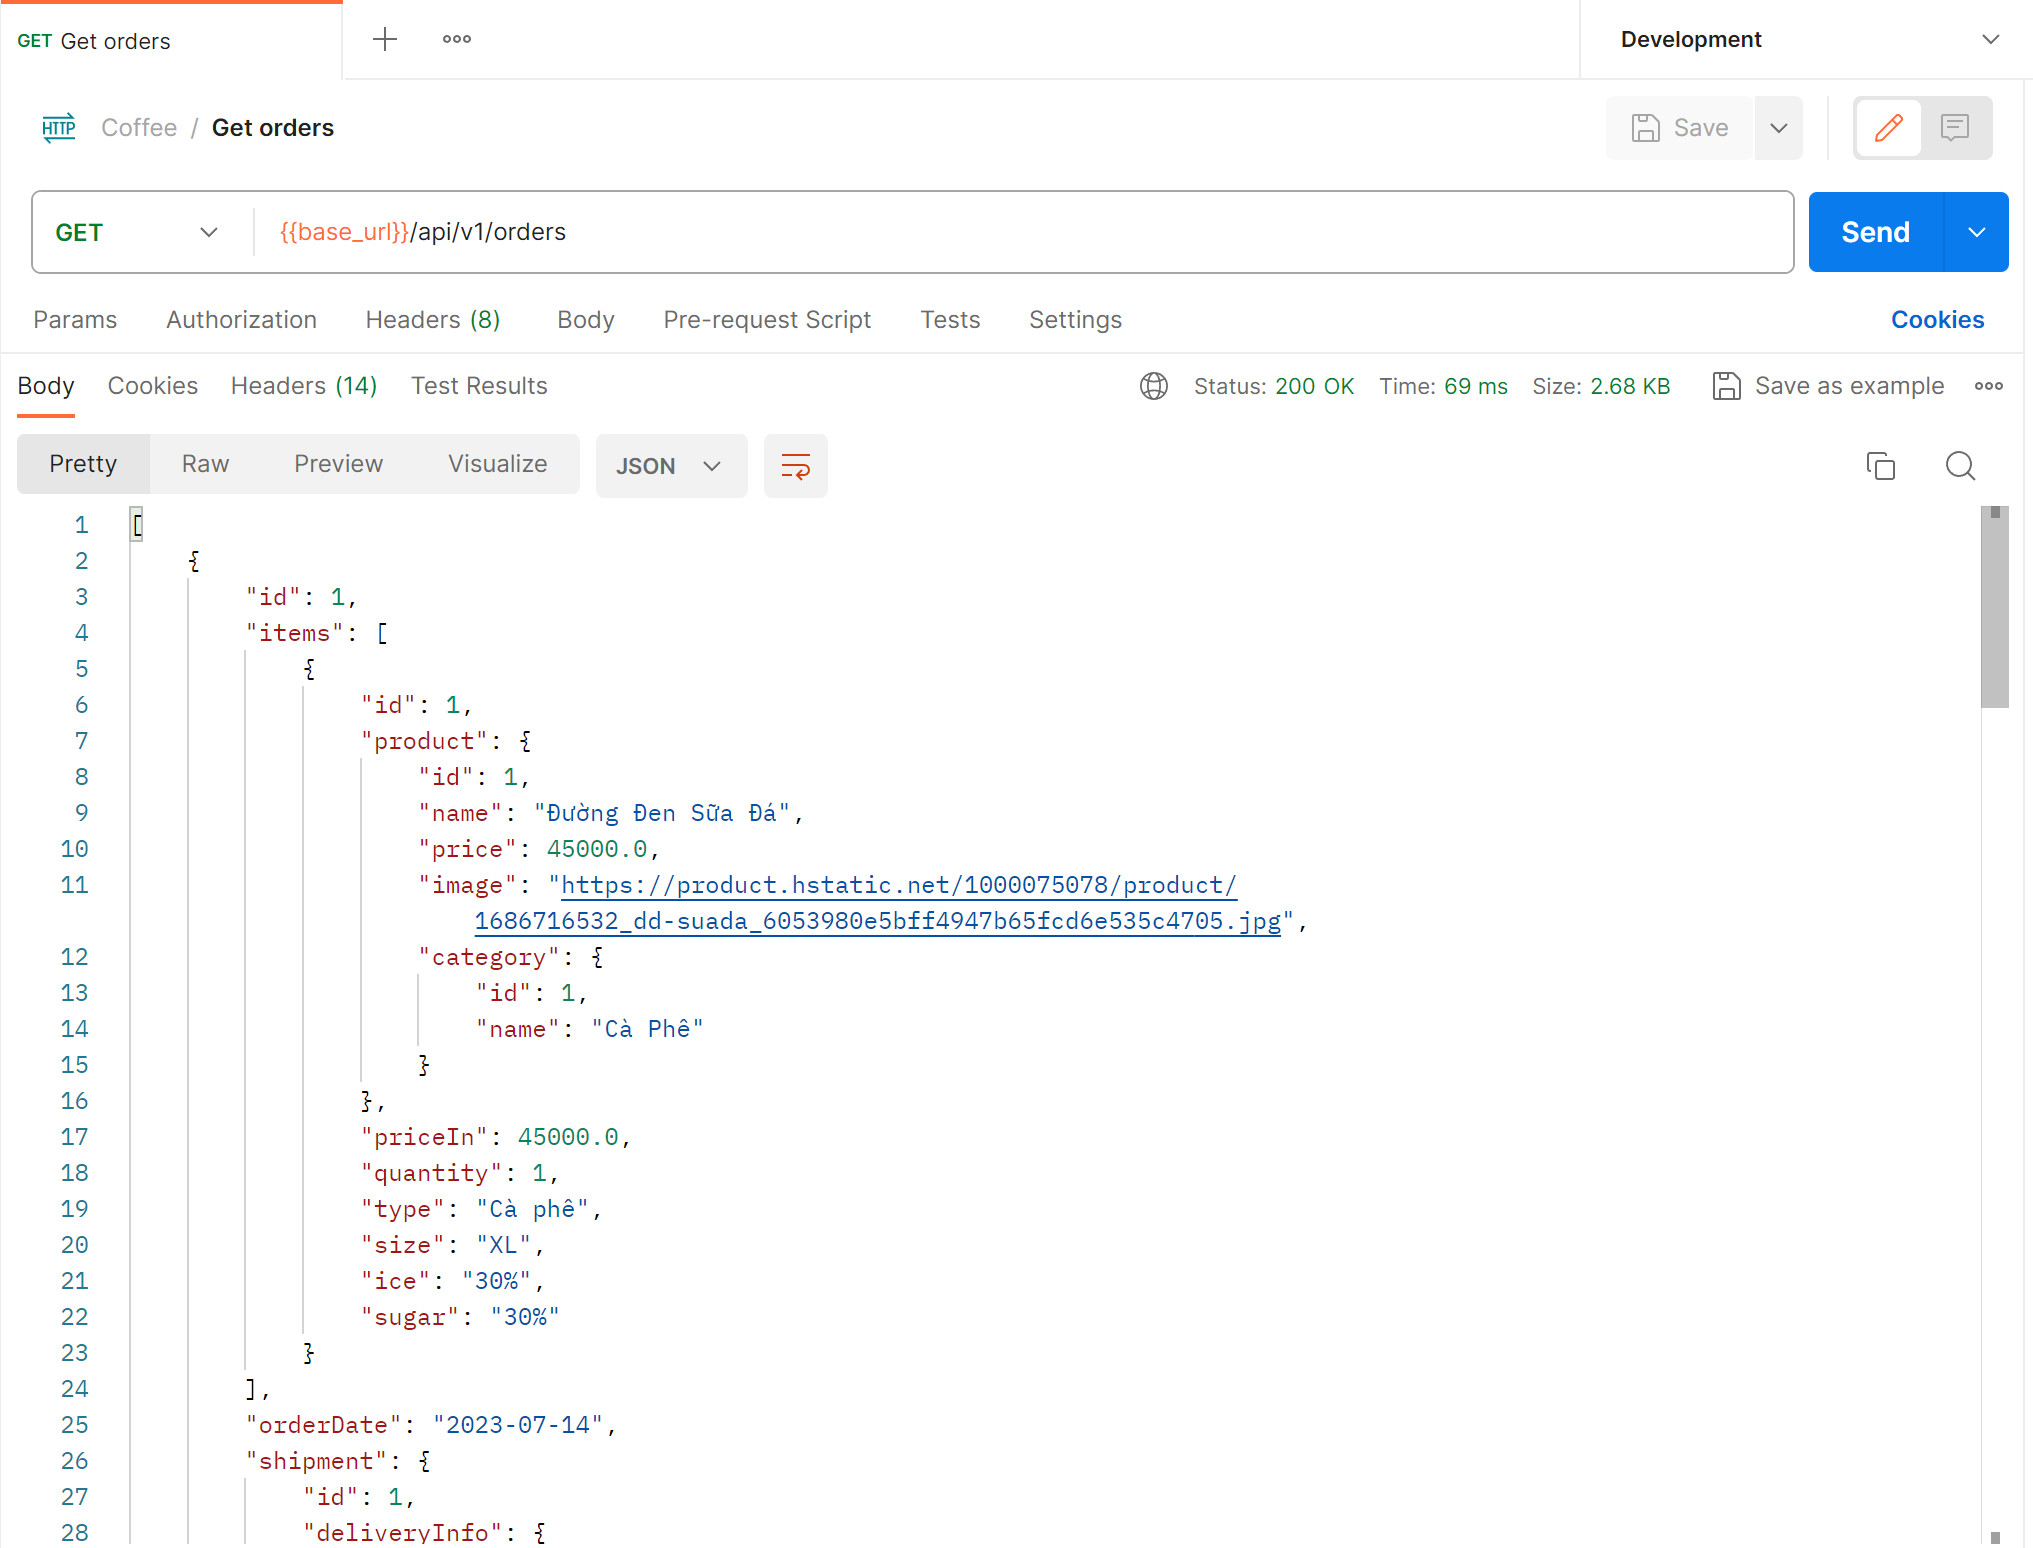 GET Get orders
Development
HTTP Coffee / Get orders
Save
GET {{base_url}}/api/v1/orders
Send
Params Authorization Headers (8) Body Pre-request Script Tests Settings Cookies
Body Cookies Headers (14) Test Results Status: 200 OK Time: 69 ms Size: 2.68 KB Save as example
Pretty Raw Preview Visualize JSON
1 [
2 {
3 "id": 1,
4 "items": [
5 {
6 "id": 1,
7 "product": {
8 "id": 1,
9 "name": "Đường Đen Sữa Đá",
10 "price": 45000.0,
11 "image": "https://product.hstatic.net/1000075078/product/
1686716532_dd-suada_6053980e5bff4947b65fcd6e535c4705.jpg",
12 "category": {
13 "id": 1,
14 "name": "Cà Phê"
15 }
16 },
17 "priceIn": 45000.0,
18 "quantity": 1,
19 "type": "Cà phê",
20 "size": "XL",
21 "ice": "30%",
22 "sugar": "30%"
23 }
24 ],
25 "orderDate": "2023-07-14",
26 "shipment": {
27 "id": 1,
28 "deliveryInfo": {